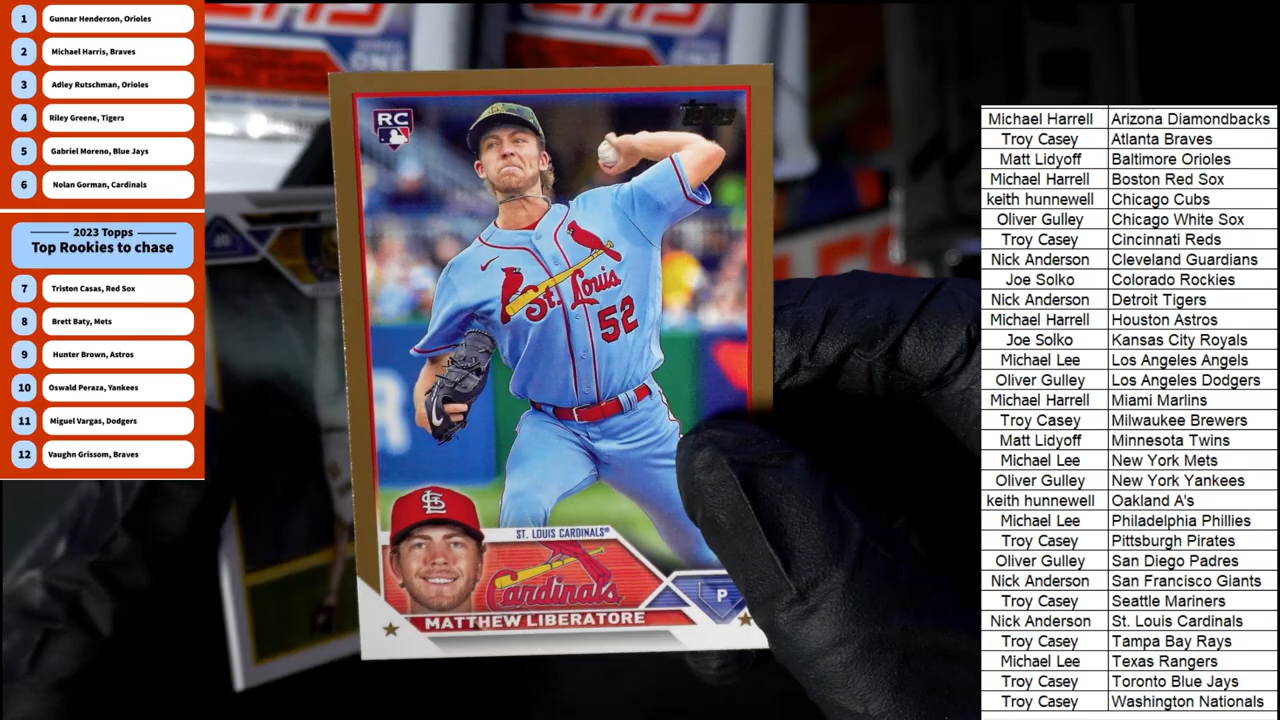 1 Gunnar Henderson, Orioles
2 Michael Harris, Braves
3 Adley Rutschman, Orioles
4 Riley Greene, Tigers
5 Gabriel Moreno, Blue Jays
6 Nolan Gorman, Cardinals
2023 Topps
Top Rookies to chase
7 Triston Casas, Red Sox
8 Brett Baty, Mets
9 Hunter Brown, Astros
10 Oswald Peraza, Yankees
11 Miguel Vargas, Dodgers
12 Vaughn Grissom, Braves
ONE
RC
topps
St. Louis
52
STL
ST. LOUIS CARDINALS®
Cardinals
P
MATTHEW LIBERATORE
Michael Harrell Arizona Diamondbacks
Troy Casey Atlanta Braves
Matt Lidyoff Baltimore Orioles
Michael Harrell Boston Red Sox
keith hunnewell Chicago Cubs
Oliver Gulley Chicago White Sox
Troy Casey Cincinnati Reds
Nick Anderson Cleveland Guardians
Joe Solko Colorado Rockies
Nick Anderson Detroit Tigers
Michael Harrell Houston Astros
Joe Solko Kansas City Royals
Michael Lee Los Angeles Angels
Oliver Gulley Los Angeles Dodgers
Michael Harrell Miami Marlins
Troy Casey Milwaukee Brewers
Matt Lidyoff Minnesota Twins
Michael Lee New York Mets
Oliver Gulley New York Yankees
keith hunnewell Oakland A's
Michael Lee Philadelphia Phillies
Troy Casey Pittsburgh Pirates
Oliver Gulley San Diego Padres
Nick Anderson San Francisco Giants
Troy Casey Seattle Mariners
Nick Anderson St. Louis Cardinals
Troy Casey Tampa Bay Rays
Michael Lee Texas Rangers
Troy Casey Toronto Blue Jays
Troy Casey Washington Nationals